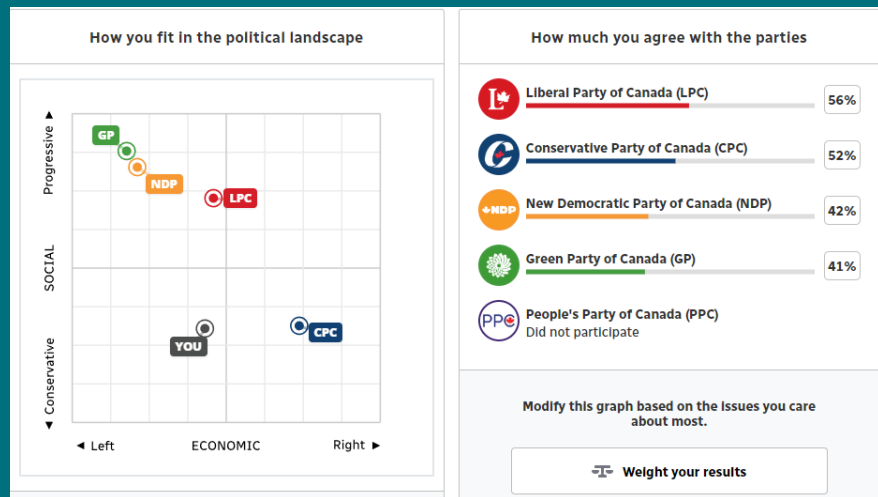 How you fit in the political landscape
Progressive ▶
SOCIAL
◀ Conservative
GP
NDP
LPC
YOU
CPC
◀ Left
ECONOMIC
Right ▶
How much you agree with the parties
L
Liberal Party of Canada (LPC)
56%
C
Conservative Party of Canada (CPC)
52%
NDP
New Democratic Party of Canada (NDP)
42%
Green Party of Canada (GP)
41%
PPC
People's Party of Canada (PPC)
Did not participate
Modify this graph based on the issues you care
about most.
Weight your results